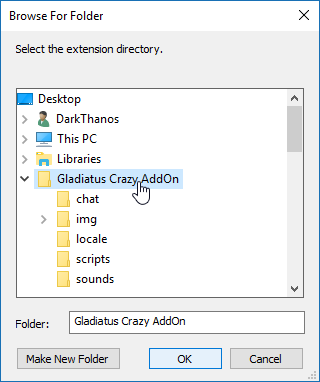 Browse For Folder
Select the extension directory.
Desktop
DarkThanos
This PC
Libraries
Gladiatus Crazy AddOn
chat
img
locale
scripts
sounds
Folder: Gladiatus Crazy AddOn
Make New Folder OK Cancel